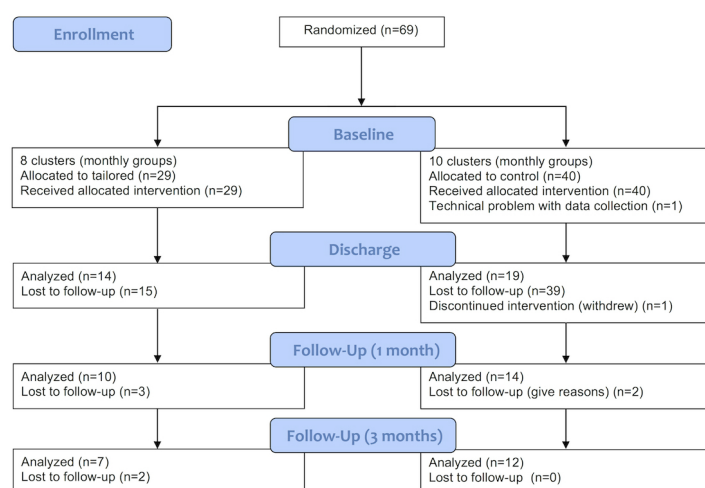 Enrollment
Randomized (n=69)
Baseline
8 clusters (monthly groups)
Allocated to tailored (n=29)
Received allocated intervention (n=29)
10 clusters (monthly groups)
Allocated to control (n=40)
Received allocated intervention (n=40)
Technical problem with data collection (n=1)
Discharge
Analyzed (n=14)
Lost to follow-up (n=15)
Analyzed (n=19)
Lost to follow-up (n=39)
Discontinued intervention (withdrew) (n=1)
Follow-Up (1 month)
Analyzed (n=10)
Lost to follow-up (n=3)
Analyzed (n=14)
Lost to follow-up (give reasons) (n=2)
Follow-Up (3 months)
Analyzed (n=7)
Lost to follow-up (n=2)
Analyzed (n=12)
Lost to follow-up (n=0)